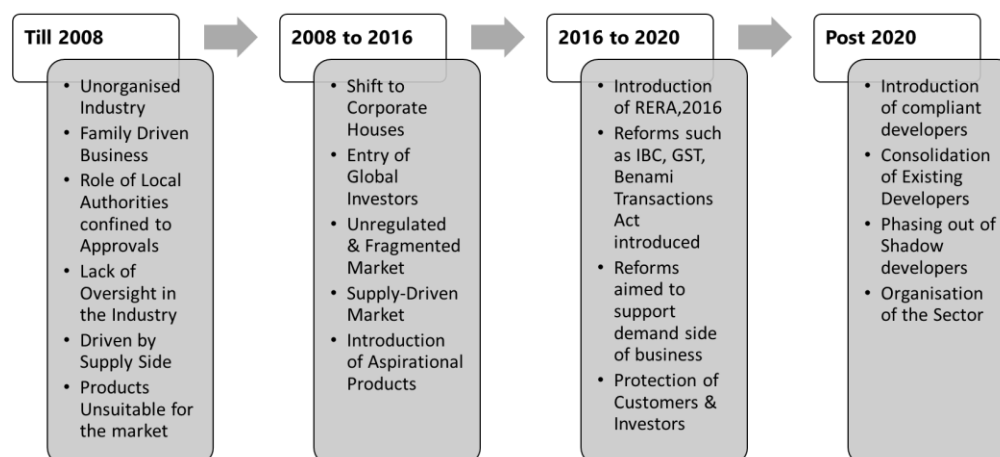 Till 2008
• Unorganised
Industry
• Family Driven
Business
• Role of Local
Authorities
confined to
Approvals
• Lack of
Oversight in
the Industry
• Driven by
Supply Side
• Products
Unsuitable for
the market
2008 to 2016
• Shift to
Corporate
Houses
• Entry of
Global
Investors
• Unregulated
& Fragmented
Market
• Supply-Driven
Market
• Introduction
of Aspirational
Products
2016 to 2020
• Introduction
of RERA,2016
• Reforms such
as IBC, GST,
Benami
Transactions
Act
introduced
• Reforms
aimed to
support
demand side
of business
• Protection of
Customers &
Investors
Post 2020
• Introduction
of compliant
developers
• Consolidation
of Existing
Developers
• Phasing out of
Shadow
developers
• Organisation
of the Sector